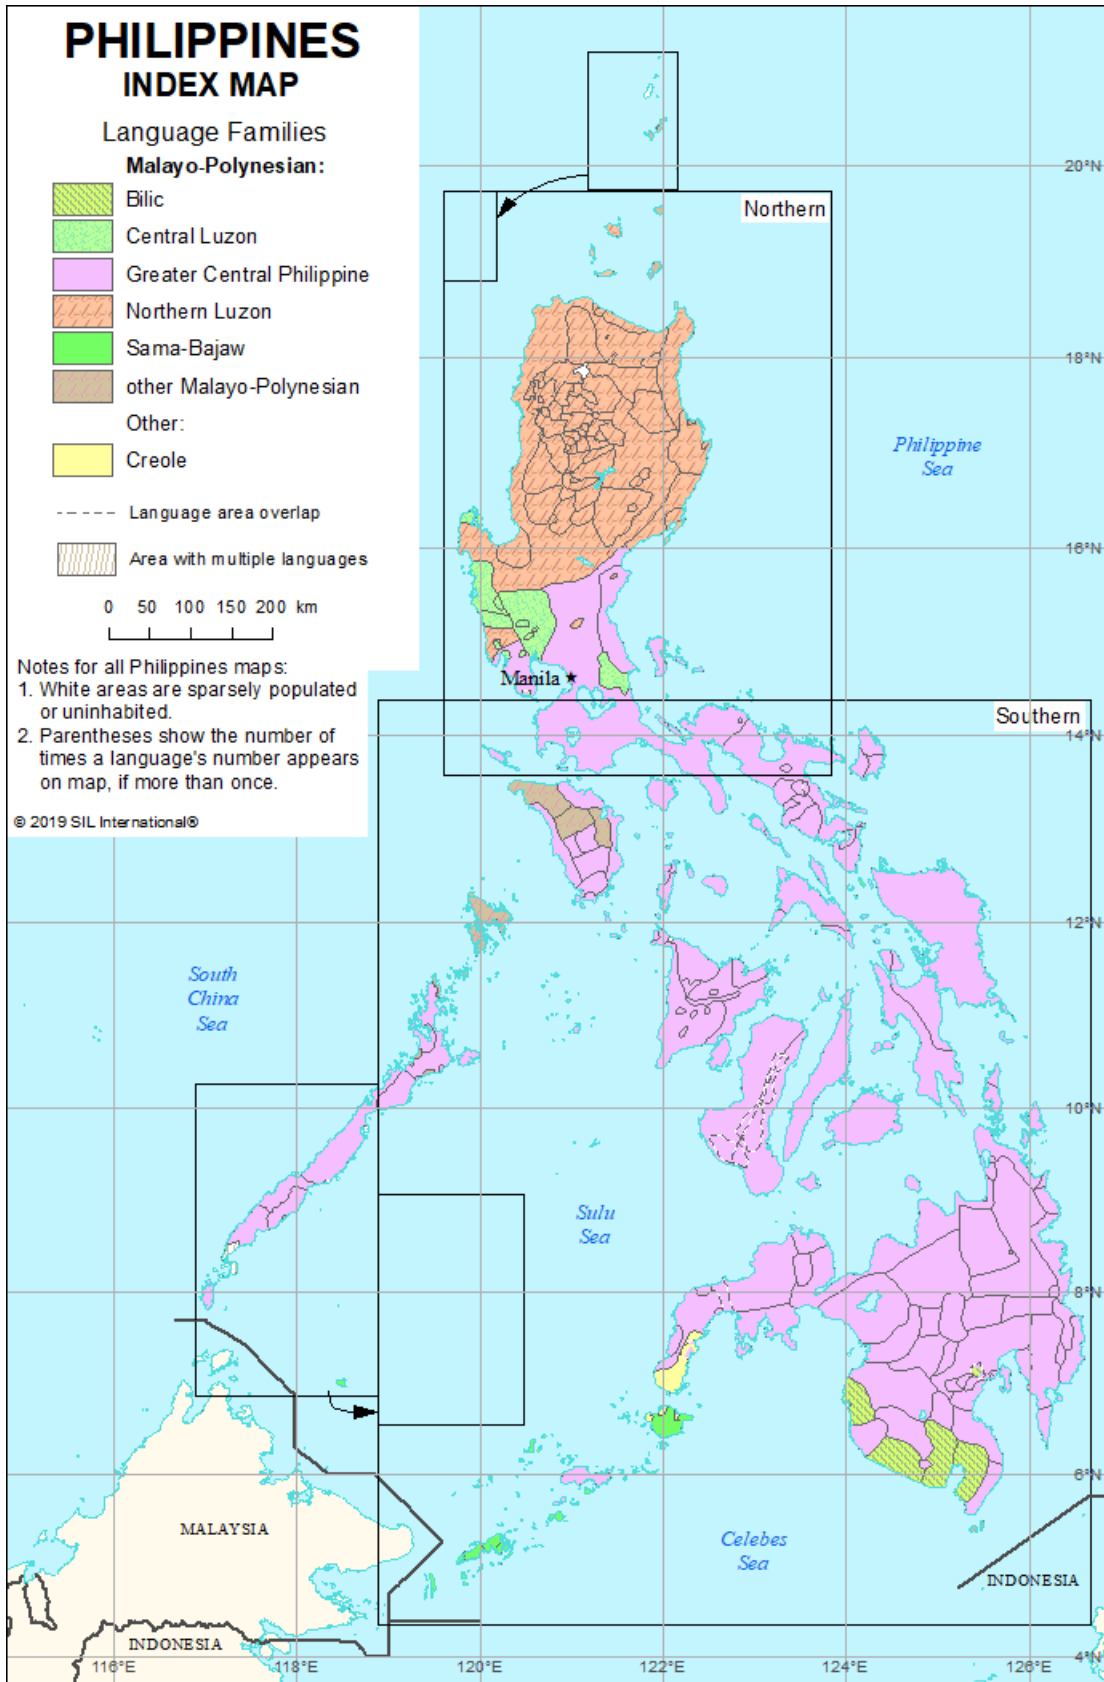 PHILIPPINES
INDEX MAP
Language Families
Malayo-Polynesian:
Bilic
Central Luzon
Greater Central Philippine
Northern Luzon
Sama-Bajaw
other Malayo-Polynesian
Other:
Creole
Language area overlap
Area with multiple languages
0 50 100 150 200 km
Notes for all Philippines maps:
1. White areas are sparsely populated
or uninhabited.
2. Parentheses show the number of
times a language's number appears
on map, if more than once.
© 2019 SIL International®
20°N
Northern
18°N
Philippine
Sea
16°N
Manila
Southern
14°N
12°N
South
China
Sea
10°N
Sulu
Sea
8°N
6°N
MALAYSIA
Celebes
Sea
INDONESIA
INDONESIA
4°N
116°E
118°E
120°E
122°E
124°E
126°E